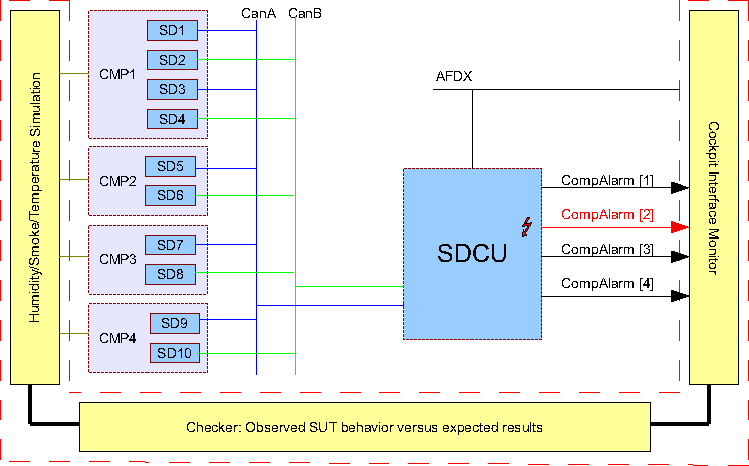 CanA
CanB
Humidity/Smoke/Temperature Simulation
CMP1
SD1
SD2
SD3
SD4
CMP2
SD5
SD6
CMP3
SD7
SD8
CMP4
SD9
SD10
AFDX
SDCU
CompAlarm [1]
CompAlarm [2]
CompAlarm [3]
CompAlarm [4]
Cockpit Interface Monitor
Checker: Observed SUT behavior versus expected results